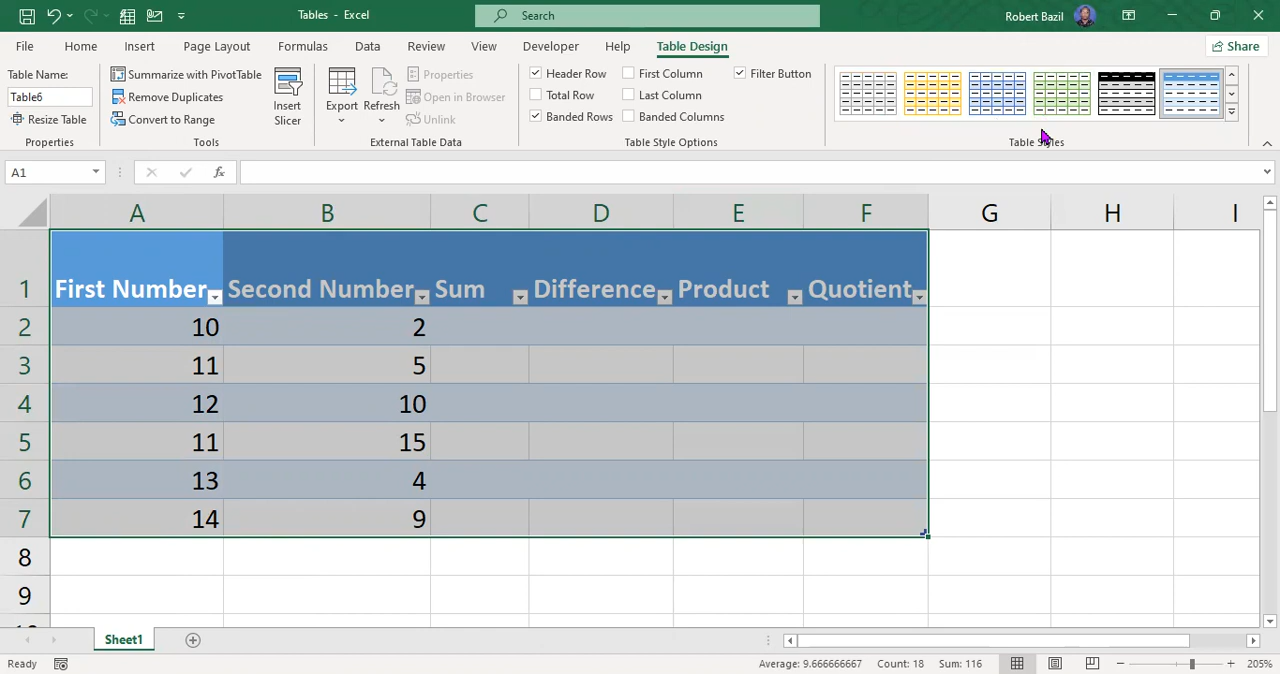 Tables - Excel
Search
Robert Bazil
File Home Insert Page Layout Formulas Data Review View Developer Help Table Design Share
Table Name:
Table6
Resize Table
Properties
Summarize with PivotTable
Remove Duplicates
Convert to Range
Tools
Insert
Slicer
Export
Refresh
Properties
Open in Browser
Unlink
External Table Data
Header Row First Column Filter Button
Total Row Last Column
Banded Rows Banded Columns
Table Style Options
Table Styles
A1 fx
A B C D E F G H I
1 First Number Second Number Sum Difference Product Quotient
2 10 2
3 11 5
4 12 10
5 11 15
6 13 4
7 14 9
8
9
Sheet1
Ready Average: 9.666666667 Count: 18 Sum: 116 205%